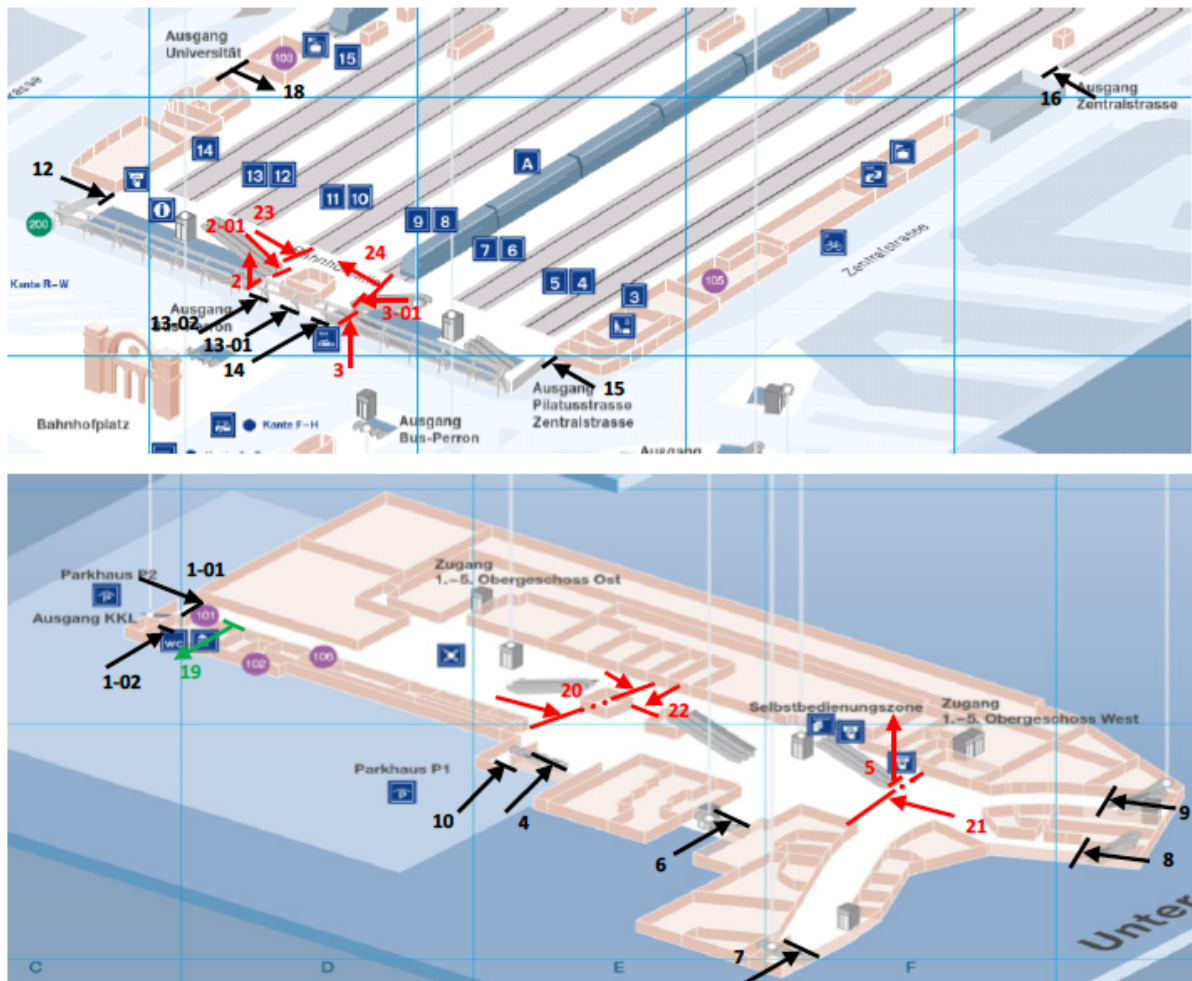 Ausgang
Universität
103
15
18
16
Ausgang
Zentralstrasse
14
12
13 12
A
11 10
2-01
23
9 8
24
200
7 6
Zentralstrasse
2
5 4
105
3
Kante R-W
3-01
Ausgang
13-02
13-01
14
3
15
Ausgang
Pilatusstrasse
Zentralstrasse
Bahnhofplatz
Kante F-H
Ausgang
Bus-Perron
Ausgang
1-01
Parkhaus P2
Zugang
1.-5. Obergeschoss Ost
Ausgang KKL
101
WC
19
1-02
102
106
20
22
Selbstbedienungszone
Zugang
1.-5. Obergeschoss West
5
Parkhaus P1
10
4
21
9
6
8
7
Unter
C
D
E
F